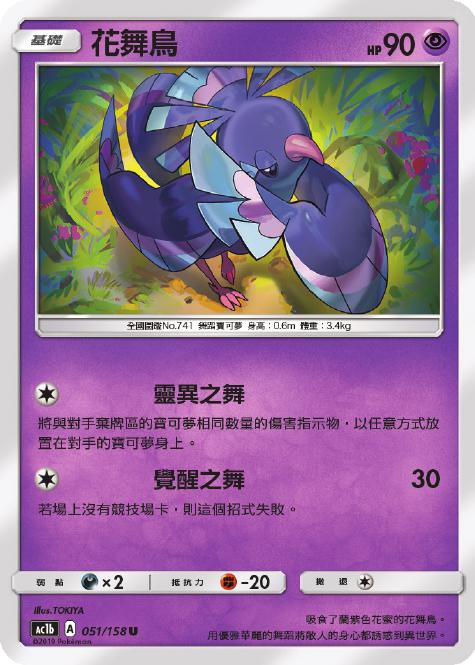 基礎
花舞鳥
HP 90
全國圖鑑No.741 舞蹈寶可夢 身高：0.6m 體重：3.4kg
靈異之舞
將與對手棄牌區的寶可夢相同數量的傷害指示物，以任意方式放
置在對手的寶可夢身上。
覺醒之舞 30
若場上沒有競技場卡，則這個招式失敗。
弱點 ×2 抵抗力 -20 撤退
Illus.TOKIYA
AC1b A 051/158 U
©2019 Pokémon
吸食了蘭紫色花蜜的花舞鳥。
用優雅華麗的舞蹈將敵人的身心都誘惑到異世界。